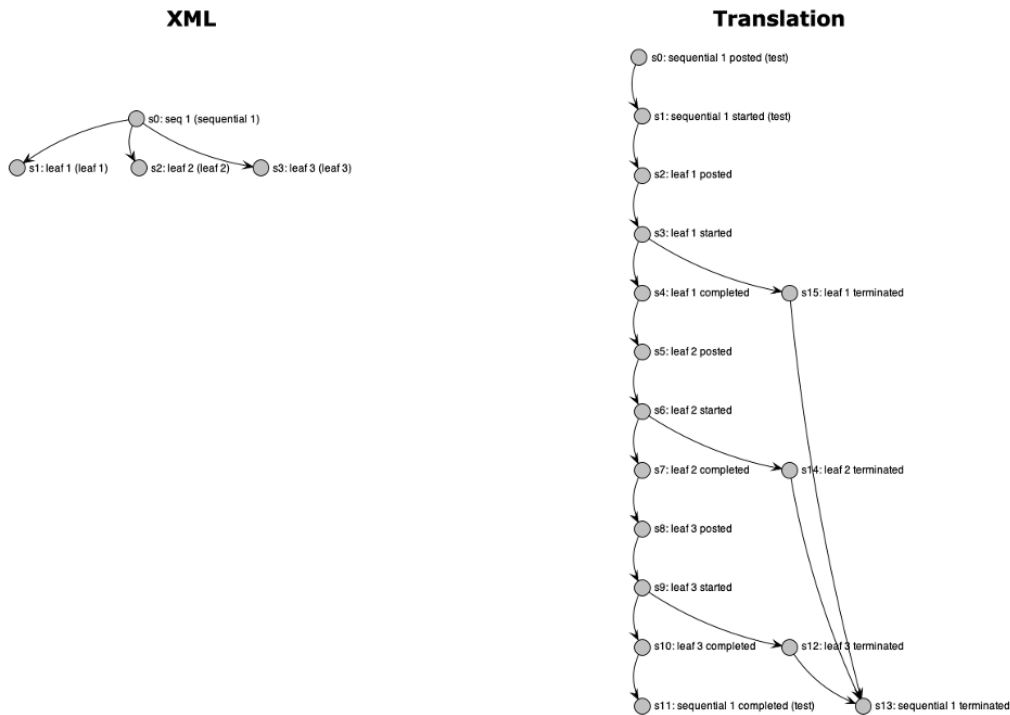 XML
s0: seq 1 (sequential 1)
s1: leaf 1 (leaf 1)
s2: leaf 2 (leaf 2)
s3: leaf 3 (leaf 3)
Translation
s0: sequential 1 posted (test)
s1: sequential 1 started (test)
s2: leaf 1 posted
s3: leaf 1 started
s4: leaf 1 completed
s15: leaf 1 terminated
s5: leaf 2 posted
s6: leaf 2 started
s7: leaf 2 completed
s14: leaf 2 terminated
s8: leaf 3 posted
s9: leaf 3 started
s10: leaf 3 completed
s12: leaf 3 terminated
s11: sequential 1 completed (test)
s13: sequential 1 terminated